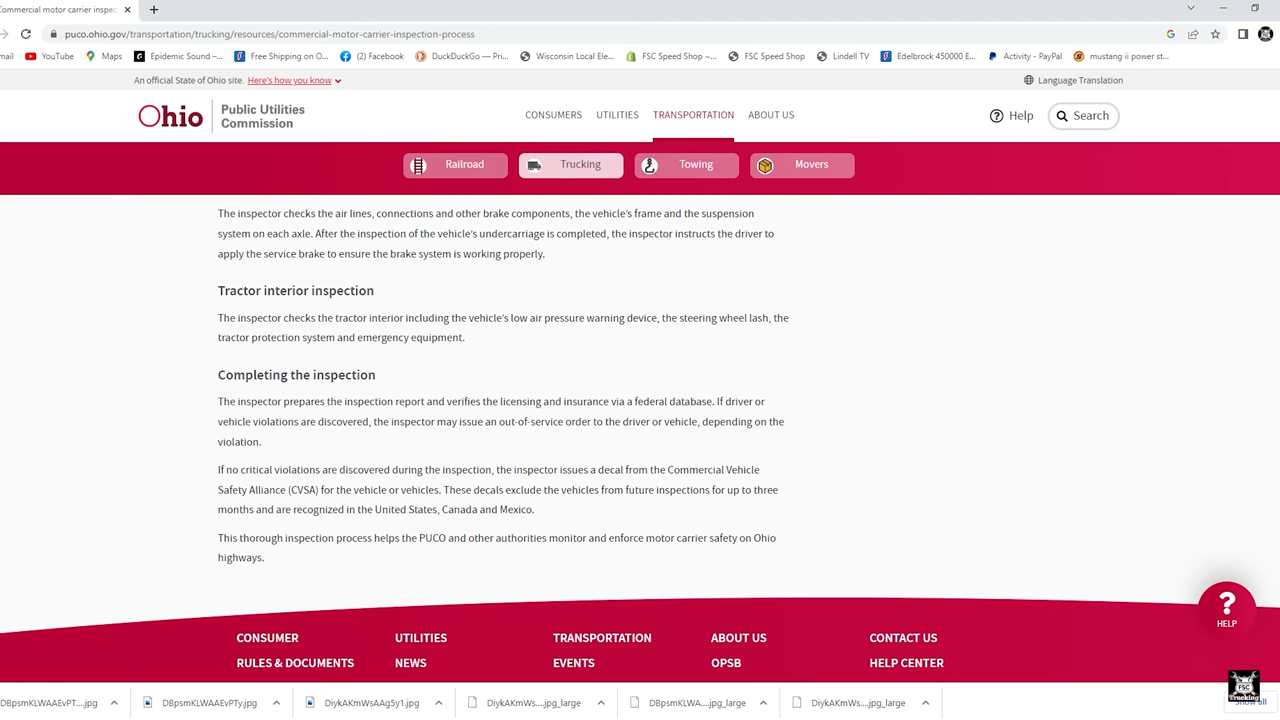 Commercial motor carrier inspec
puco.ohio.gov/transportation/trucking/resources/commercial-motor-carrier-inspection-process
mail YouTube Maps Epidemic Sound –... Free Shipping on O... (2) Facebook DuckDuckGo — Pri... Wisconsin Local Ele... FSC Speed Shop ~... FSC Speed Shop Lindell TV Edelbrock 450000 E... Activity - PayPal mustang ii power st...
An official State of Ohio site. Here's how you know Language Translation
Ohio Public Utilities
Commission
CONSUMERS UTILITIES TRANSPORTATION ABOUT US Help Search
Railroad Trucking Towing Movers
The inspector checks the air lines, connections and other brake components, the vehicle's frame and the suspension
system on each axle. After the inspection of the vehicle's undercarriage is completed, the inspector instructs the driver to
apply the service brake to ensure the brake system is working properly.
Tractor interior inspection
The inspector checks the tractor interior including the vehicle's low air pressure warning device, the steering wheel lash, the
tractor protection system and emergency equipment.
Completing the inspection
The inspector prepares the inspection report and verifies the licensing and insurance via a federal database. If driver or
vehicle violations are discovered, the inspector may issue an out-of-service order to the driver or vehicle, depending on the
violation.
If no critical violations are discovered during the inspection, the inspector issues a decal from the Commercial Vehicle
Safety Alliance (CVSA) for the vehicle or vehicles. These decals exclude the vehicles from future inspections for up to three
months and are recognized in the United States, Canada and Mexico.
This thorough inspection process helps the PUCO and other authorities monitor and enforce motor carrier safety on Ohio
highways.
HELP
CONSUMER UTILITIES TRANSPORTATION ABOUT US CONTACT US
RULES & DOCUMENTS NEWS EVENTS OPSB HELP CENTER
DBpsmKLWAAEvPT....jpg DBpsmKLWAAEvPTy.jpg DiykAKmWsAAg5y1.jpg DiykAKmWs....jpg_large DBpsmKLWA....jpg_large DiykAKmWs....jpg_large Show all
FSC
Trucking